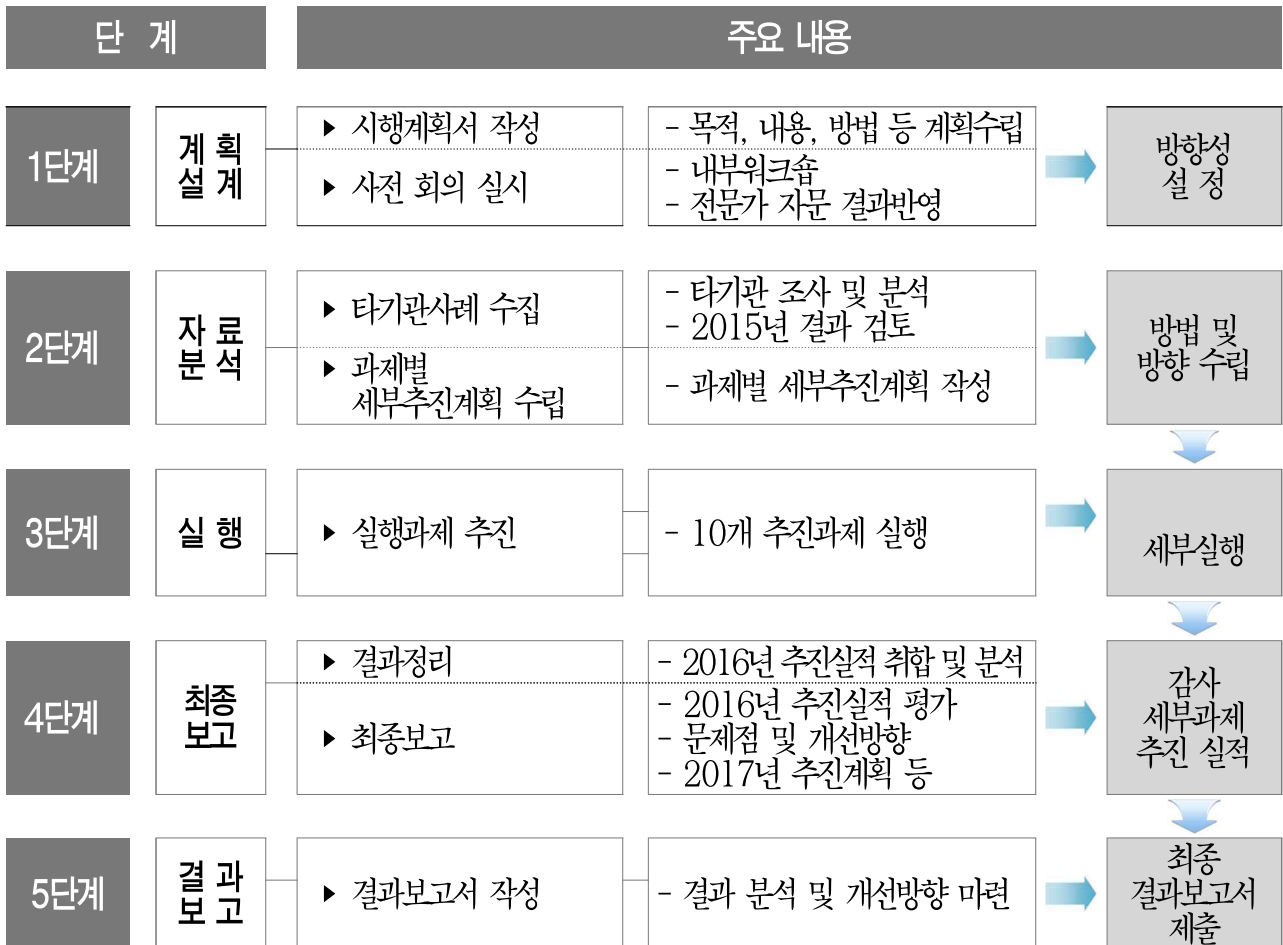 단 계
주요 내용
1단계
계 획
설 계
▶ 시행계획서 작성
▶ 사전 회의 실시
- 목적, 내용, 방법 등 계획수립
- 내부워크숍
- 전문가 자문 결과반영
방향성
설 정
2단계
자 료
분 석
▶ 타기관사례 수집
▶ 과제별
세부추진계획 수립
- 타기관 조사 및 분석
- 2015년 결과 검토
- 과제별 세부추진계획 작성
방법 및
방향 수립
3단계
실 행
▶ 실행과제 추진
- 10개 추진과제 실행
세부실행
4단계
최종
보고
▶ 결과정리
▶ 최종보고
- 2016년 추진실적 취합 및 분석
- 2016년 추진실적 평가
- 문제점 및 개선방향
- 2017년 추진계획 등
감사
세부과제
추진 실적
5단계
결 과
보 고
▶ 결과보고서 작성
- 결과 분석 및 개선방향 마련
최종
결과보고서
제출